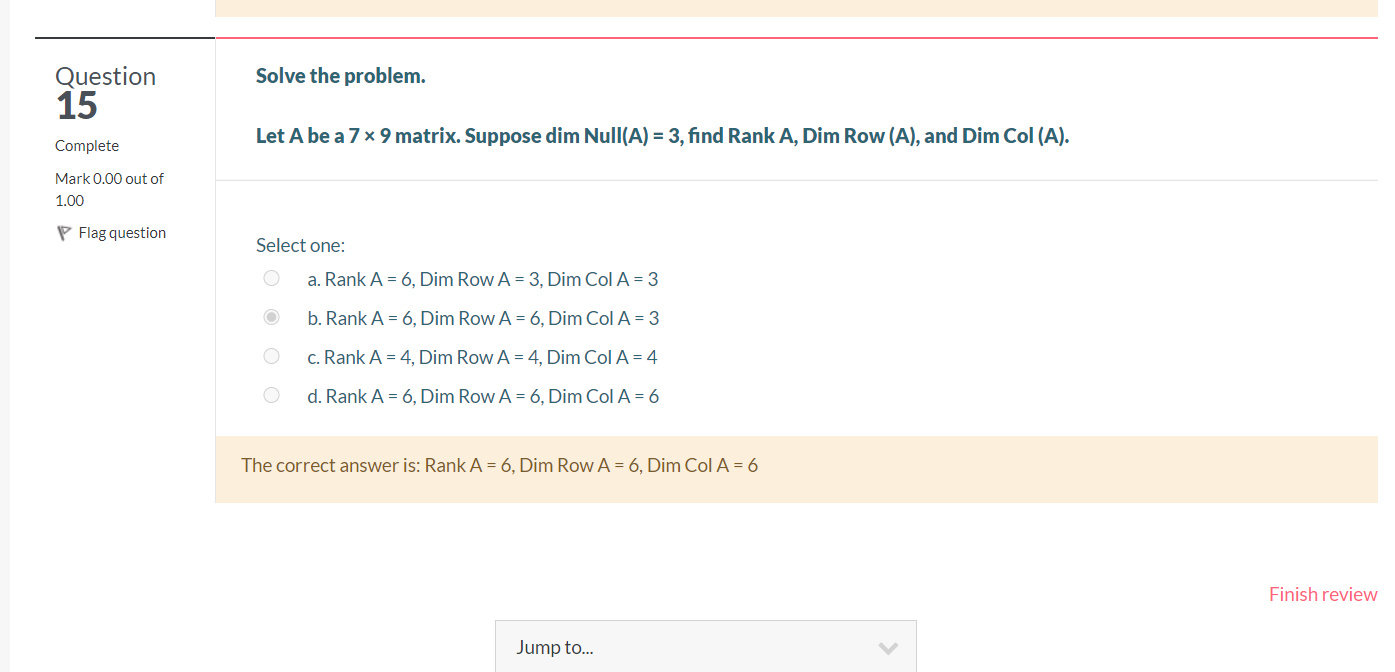 Question
15
Complete
Mark 0.00 out of
1.00
Flag question
Solve the problem.
Let A be a 7 × 9 matrix. Suppose dim Null(A) = 3, find Rank A, Dim Row (A), and Dim Col (A).
Select one:
a. Rank A = 6, Dim Row A = 3, Dim Col A = 3
b. Rank A = 6, Dim Row A = 6, Dim Col A = 3
c. Rank A = 4, Dim Row A = 4, Dim Col A = 4
d. Rank A = 6, Dim Row A = 6, Dim Col A = 6
The correct answer is: Rank A = 6, Dim Row A = 6, Dim Col A = 6
Finish review
Jump to...